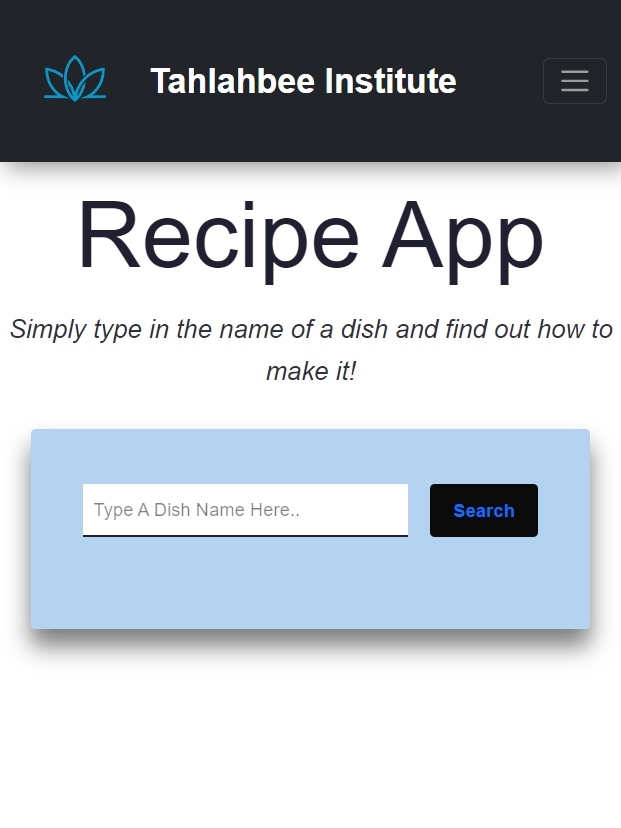 Tahlahbee Institute
Recipe App
Simply type in the name of a dish and find out how to
make it!
Type A Dish Name Here..
Search